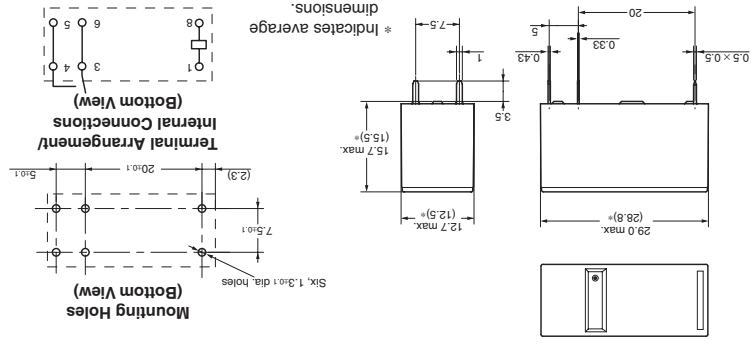 29.0 max.
(28.8)*
12.7 max.
(12.5)*
15.7 max.
(15.5)*
3.5
0.5 × 0.5
0.33
0.43
20
5
1
7.5
* Indicates average
dimensions.
Mounting Holes
(Bottom View)
Six, 1.3±0.1 dia. holes
7.5±0.1
(2.3)
20±0.1
5±0.1
Terminal Arrangement/
Internal Connections
(Bottom View)
1
3
4
8
6
5